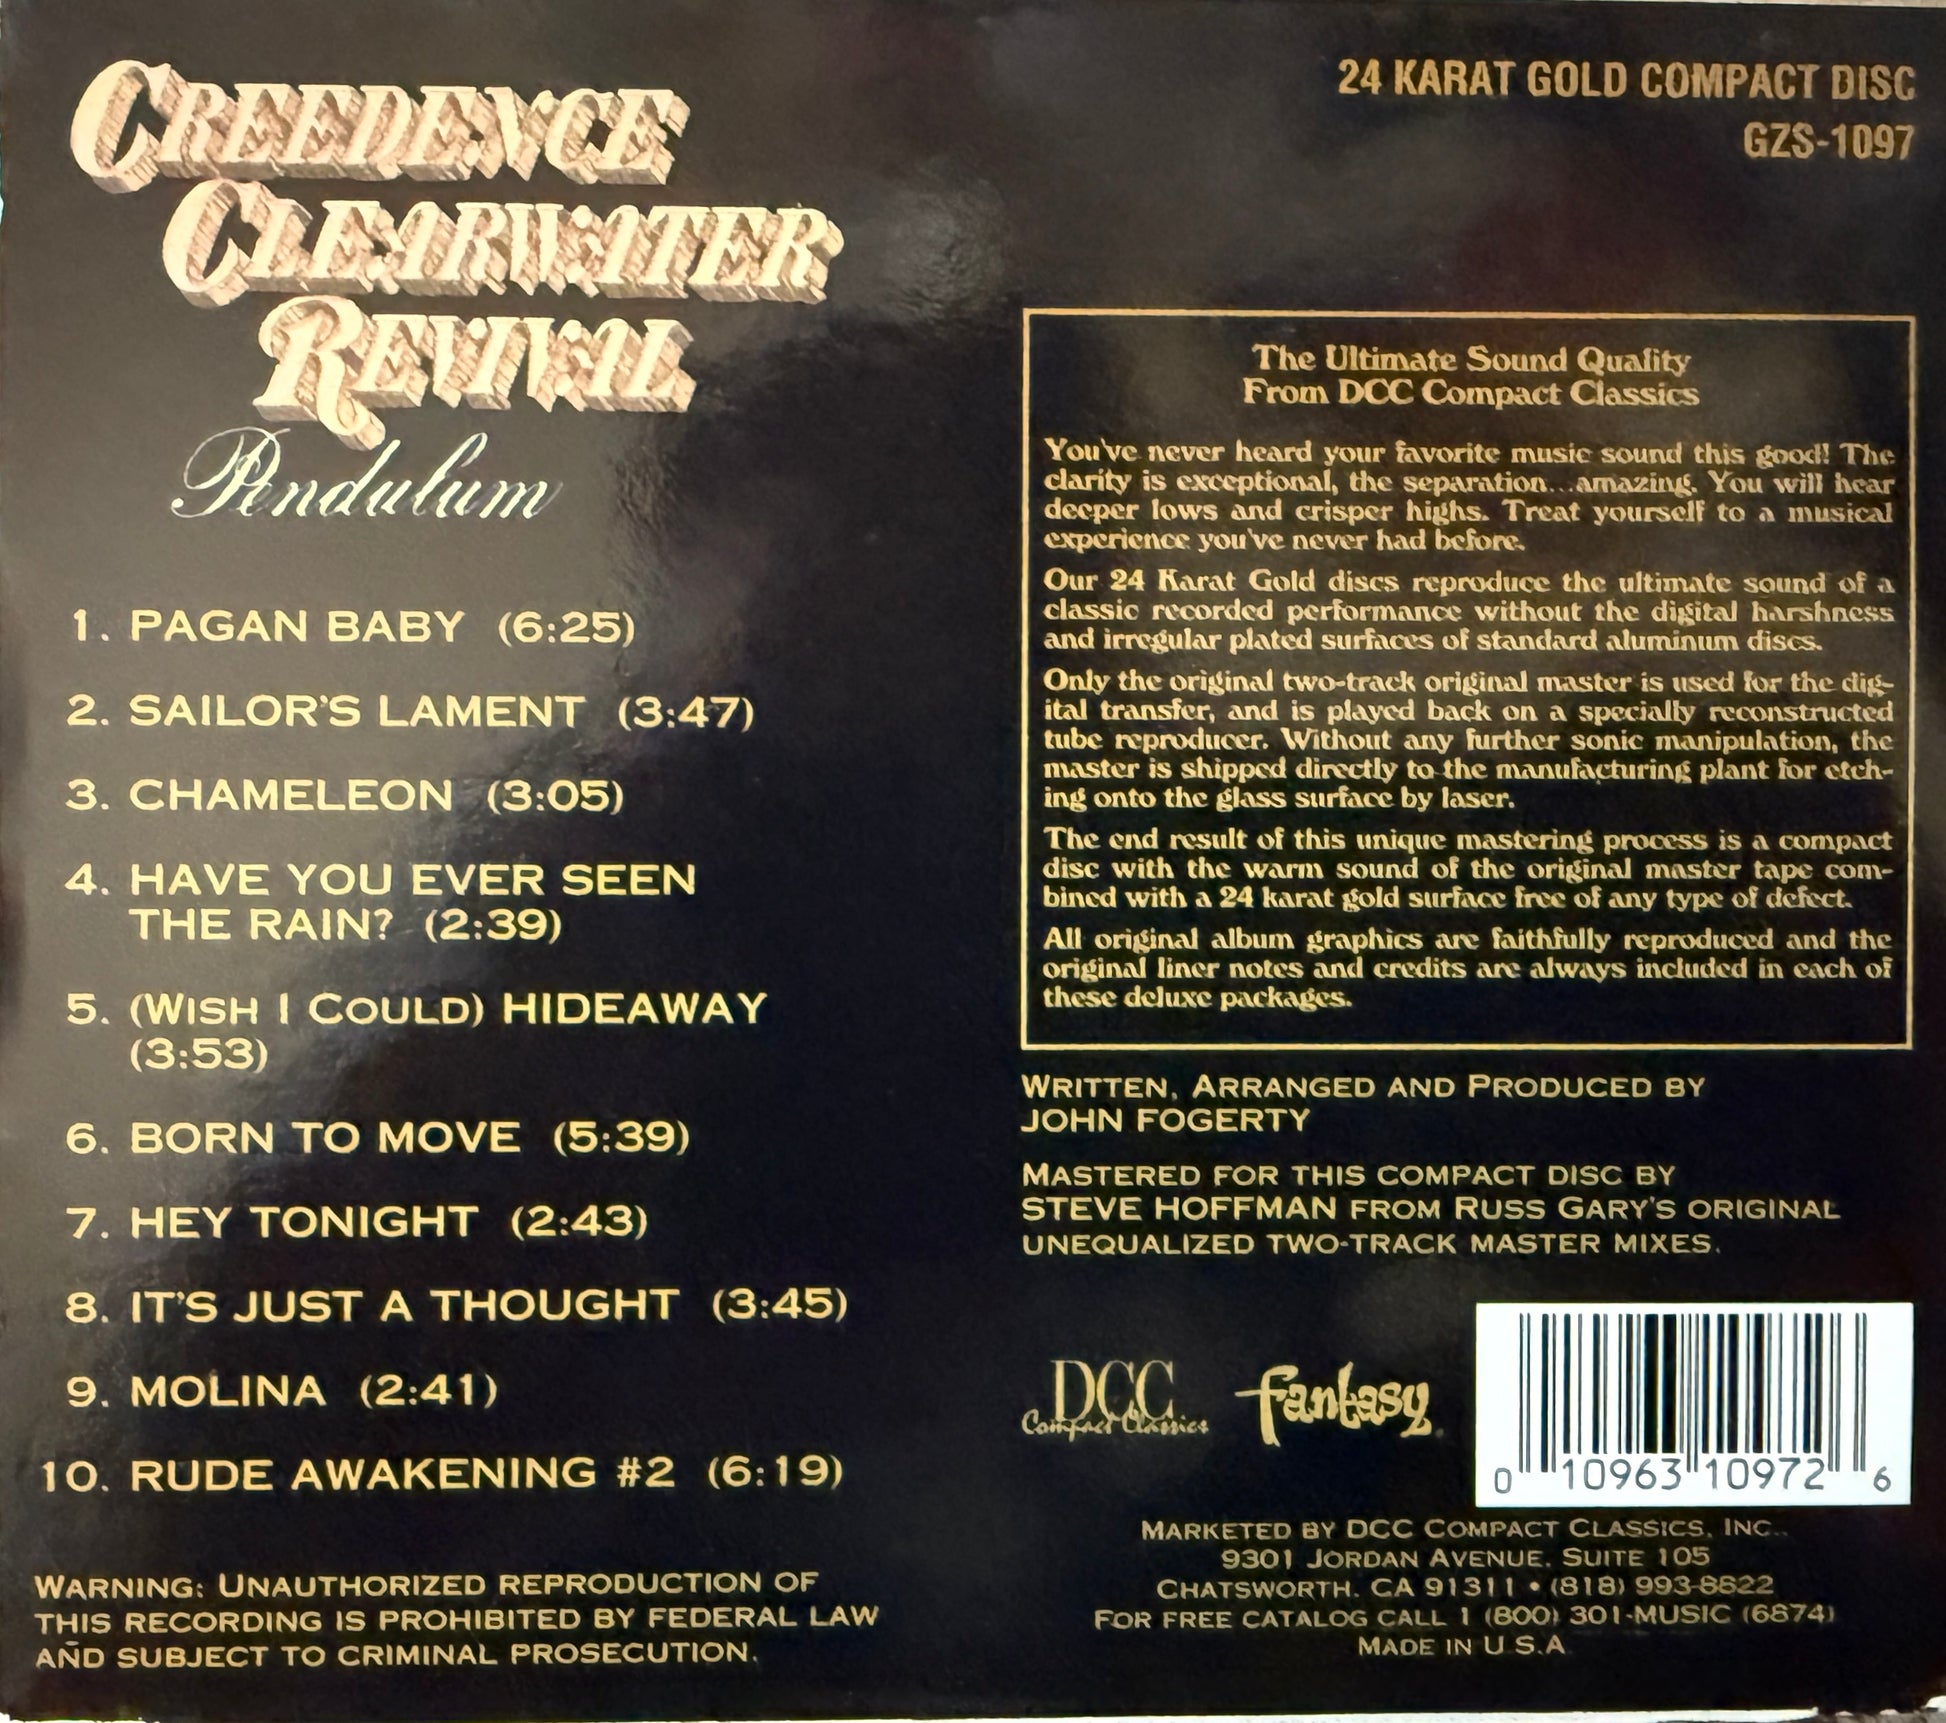 CREEDENCE
CLEARWATER
REVIVAL
Pendulum
1. PAGAN BABY (6:25)
2. SAILOR'S LAMENT (3:47)
3. CHAMELEON (3:05)
4. HAVE YOU EVER SEEN
THE RAIN? (2:39)
5. (WISH I COULD) HIDEAWAY
(3:53)
6. BORN TO MOVE (5:39)
7. HEY TONIGHT (2:43)
8. IT'S JUST A THOUGHT (3:45)
9. MOLINA (2:41)
10. RUDE AWAKENING #2 (6:19)
WARNING: UNAUTHORIZED REPRODUCTION OF
THIS RECORDING IS PROHIBITED BY FEDERAL LAW
AND SUBJECT TO CRIMINAL PROSECUTION.
24 KARAT GOLD COMPACT DISC
GZS-1097
The Ultimate Sound Quality
From DCC Compact Classics
You've never heard your favorite music sound this good! The
clarity is exceptional, the separation...amazing. You will hear
deeper lows and crisper highs. Treat yourself to a musical
experience you've never had before.
Our 24 Karat Gold discs reproduce the ultimate sound of a
classic recorded performance without the digital harshness
and irregular plated surfaces of standard aluminum discs.
Only the original two-track original master is used for the dig-
ital transfer, and is played back on a specially reconstructed
tube reproducer. Without any further sonic manipulation, the
master is shipped directly to the manufacturing plant for etch-
ing onto the glass surface by laser.
The end result of this unique mastering process is a compact
disc with the warm sound of the original master tape com-
bined with a 24 karat gold surface free of any type of defect.
All original album graphics are faithfully reproduced and the
original liner notes and credits are always included in each of
these deluxe packages.
WRITTEN, ARRANGED AND PRODUCED BY
JOHN FOGERTY
MASTERED FOR THIS COMPACT DISC BY
STEVE HOFFMAN FROM RUSS GARY'S ORIGINAL
UNEQUALIZED TWO-TRACK MASTER MIXES.
DCC
Compact Classics
fantasy
0 10963 10972 6
MARKETED BY DCC COMPACT CLASSICS, INC.
9301 JORDAN AVENUE, SUITE 105
CHATSWORTH, CA 91311 • (818) 993-8822
FOR FREE CATALOG CALL 1 (800) 301-MUSIC (6874)
MADE IN U.S.A.